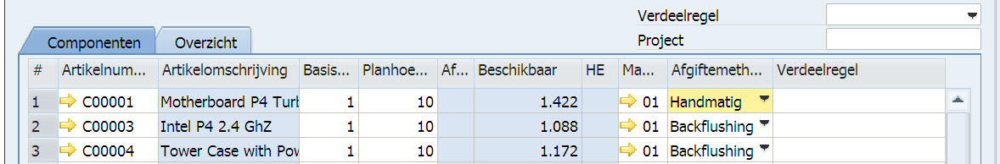 Verdeelregel
Project
Componenten Overzicht
# Artikelnum... Artikelomschrijving Basis... Planhoe... Af... Beschikbaar HE Ma... Afgiftemeth... Verdeelregel
1 C00001 Motherboard P4 Turb 1 10 1.422 01 Handmatig
2 C00003 Intel P4 2.4 GhZ 1 10 1.088 01 Backflushing
3 C00004 Tower Case with Pow 1 10 1.172 01 Backflushing